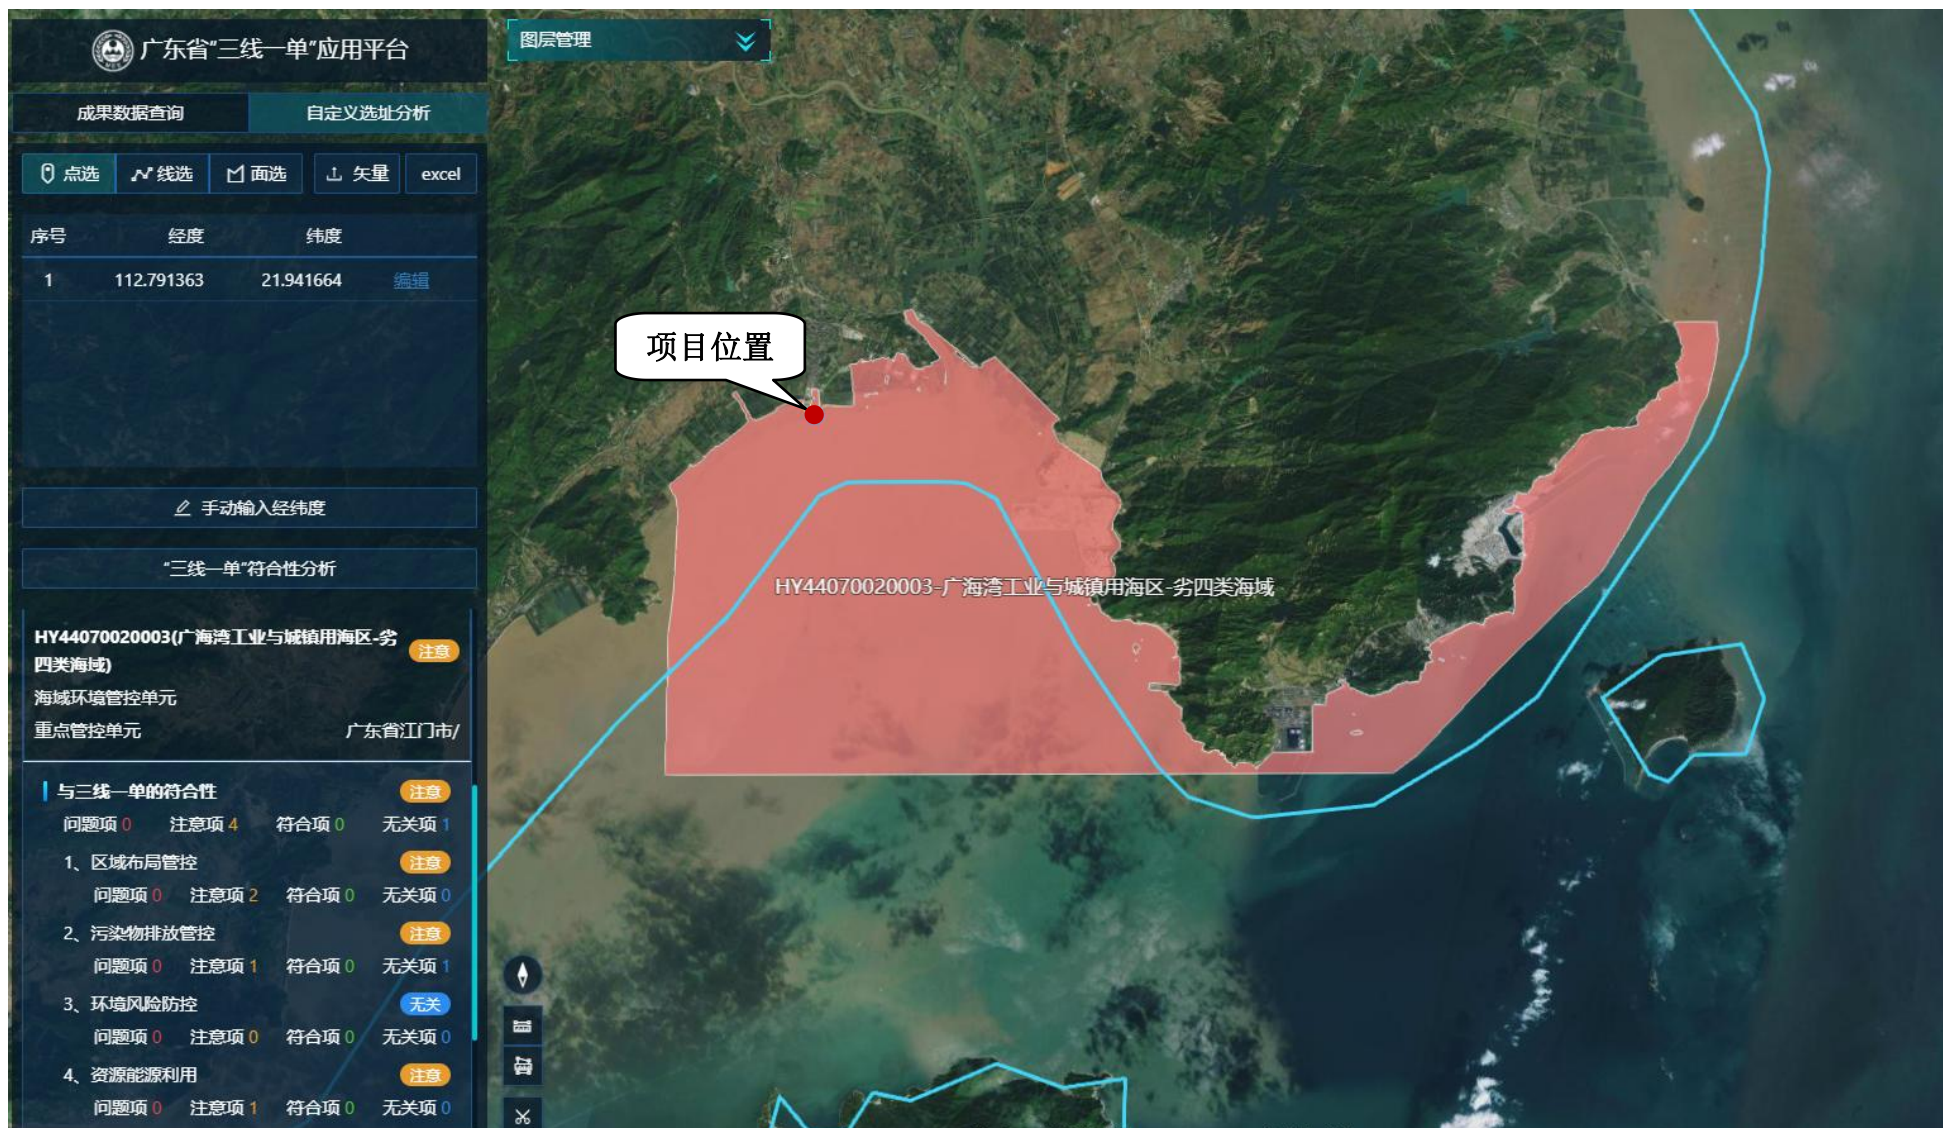 广东省"三线一单"应用平台
成果数据查询 自定义选址分析
点选 线选 面选 矢量 excel
序号 经度 纬度
1 112.791363 21.941664 编辑
手动输入经纬度
"三线一单"符合性分析
HY44070020003(广海湾工业与城镇用海区-劣
四类海域)
注意
海域环境管控单元
重点管控单元 广东省江门市/
与三线一单的符合性 注意
问题项 0 注意项 4 符合项 0 无关项 1
1、区域布局管控 注意
问题项 0 注意项 2 符合项 0 无关项 0
2、污染物排放管控 注意
问题项 0 注意项 1 符合项 0 无关项 1
3、环境风险防控 无关
问题项 0 注意项 0 符合项 0 无关项 0
4、资源能源利用 注意
问题项 0 注意项 1 符合项 0 无关项 0
图层管理
项目位置
HY44070020003-广海湾工业与城镇用海区-劣四类海域